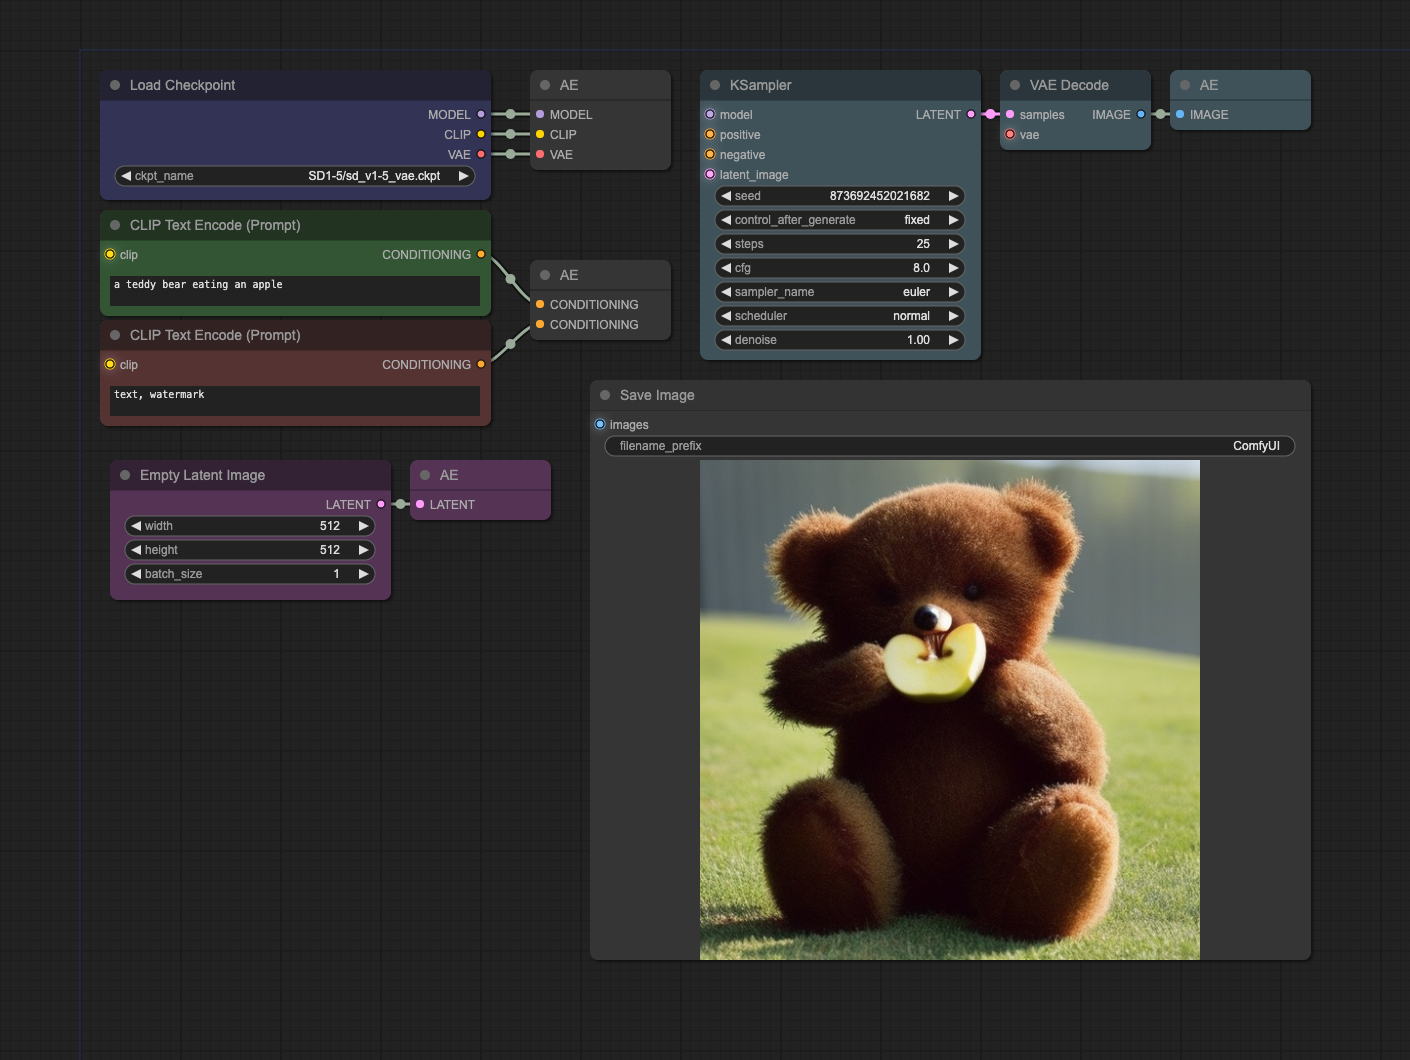 Load Checkpoint
MODEL
CLIP
VAE
ckpt_name SD1-5/sd_v1-5_vae.ckpt
AE
MODEL
CLIP
VAE
CLIP Text Encode (Prompt)
clip CONDITIONING
a teddy bear eating an apple
CLIP Text Encode (Prompt)
clip CONDITIONING
text, watermark
AE
CONDITIONING
CONDITIONING
Empty Latent Image
LATENT
width 512
height 512
batch_size 1
AE
LATENT
KSampler
model LATENT
positive
negative
latent_image
seed 873692452021682
control_after_generate fixed
steps 25
cfg 8.0
sampler_name euler
scheduler normal
denoise 1.00
VAE Decode
samples IMAGE
vae
AE
IMAGE
Save Image
images
filename_prefix ComfyUI